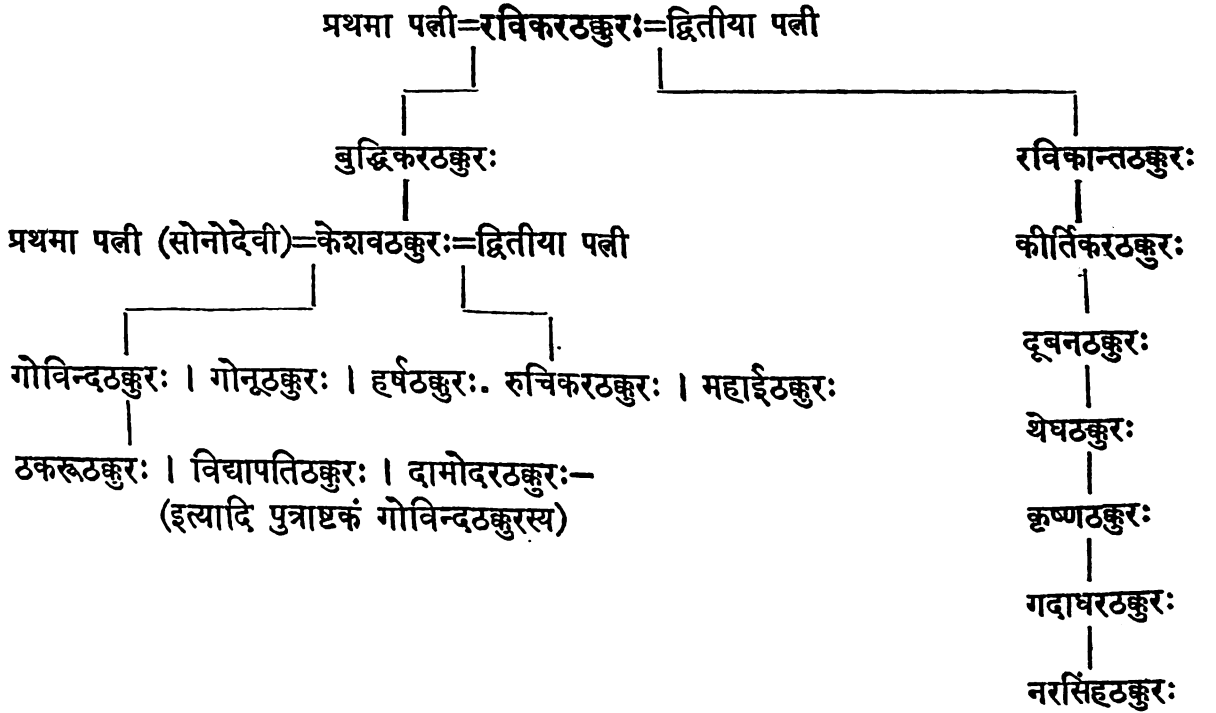 प्रथमा पत्नी=रविकरठक्कुरः=द्वितीया पत्नी
बुद्धिकरठक्कुरः
रविकान्तठक्कुरः
प्रथमा पत्नी (सोनोदेवी)=केशवठक्कुरः=द्वितीया पत्नी
कीर्तिकरठक्कुरः
दूबनठक्कुरः
गोविन्दठक्कुरः । गोनूठक्कुरः । हर्षठक्कुरः. रुचिकरठक्कुरः । महाईठक्कुरः
थेघठक्कुरः
ठकरूठक्कुरः । विद्यापतिठक्कुरः । दामोदरठक्कुरः–
(इत्यादि पुत्राष्टकं गोविन्दठक्कुरस्य)
कृष्णठक्कुरः
गदाधरठक्कुरः
नरसिंहठक्कुरः